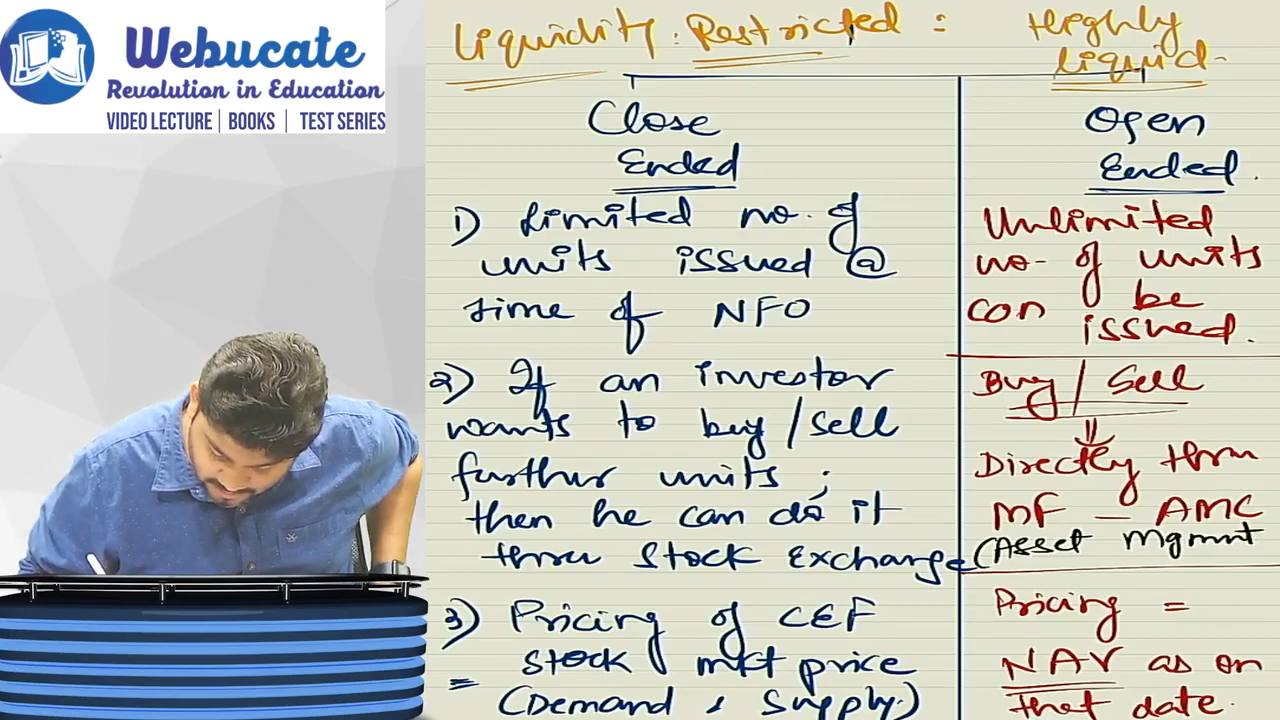 Webucate
Revolution in Education
VIDEO LECTURE | BOOKS | TEST SERIES
Liquidity : Restricted : Highly
liquid.
Close
Ended
1) Limited no. of
units issued @
time of NFO
2) If an investor
wants to buy / sell
further units ;
then he can do it
thru Stock Exchange
3) Pricing of CEF
= Stock mkt price
(Demand & Supply.)
Open
Ended.
Unlimited
no. of units
can be
issued.
Buy / Sell
⇓
Directly thru
MF – AMC
(Asset Mgmnt
Pricing =
NAV as on
that date.